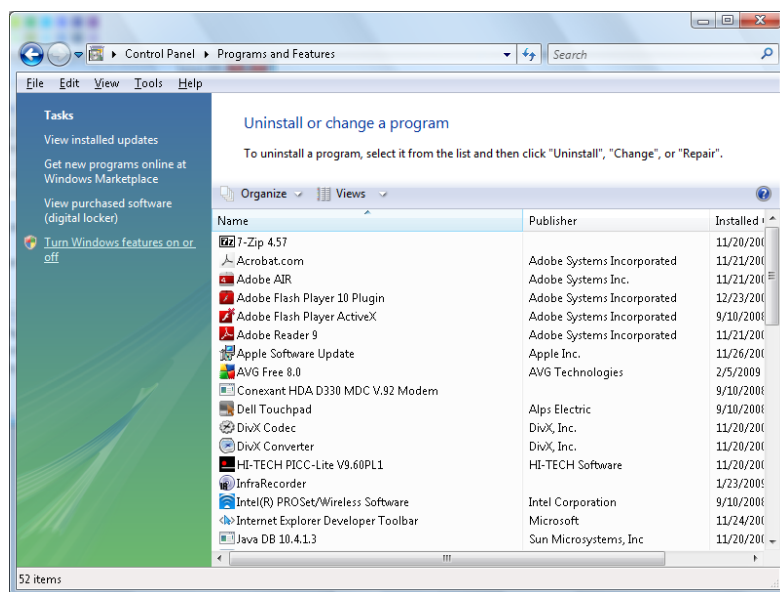 Control Panel ▸ Programs and Features
Search
File Edit View Tools Help
Tasks
View installed updates
Get new programs online at
Windows Marketplace
View purchased software
(digital locker)
Turn Windows features on or
off
Uninstall or change a program
To uninstall a program, select it from the list and then click "Uninstall", "Change", or "Repair".
Organize Views
Name Publisher Installed
7-Zip 4.57 11/20/200
Acrobat.com Adobe Systems Incorporated 11/21/200
Adobe AIR Adobe Systems Inc. 11/21/200
Adobe Flash Player 10 Plugin Adobe Systems Incorporated 12/23/200
Adobe Flash Player ActiveX Adobe Systems Incorporated 9/10/2008
Adobe Reader 9 Adobe Systems Incorporated 11/21/200
Apple Software Update Apple Inc. 11/26/200
AVG Free 8.0 AVG Technologies 2/5/2009
Conexant HDA D330 MDC V.92 Modem 9/10/2008
Dell Touchpad Alps Electric 9/10/2008
DivX Codec DivX, Inc. 11/20/200
DivX Converter DivX, Inc. 11/20/200
HI-TECH PICC-Lite V9.60PL1 HI-TECH Software 11/20/200
InfraRecorder 1/23/2009
Intel(R) PROSet/Wireless Software Intel Corporation 9/10/2008
Internet Explorer Developer Toolbar Microsoft 11/24/200
Java DB 10.4.1.3 Sun Microsystems, Inc 11/20/200
52 items